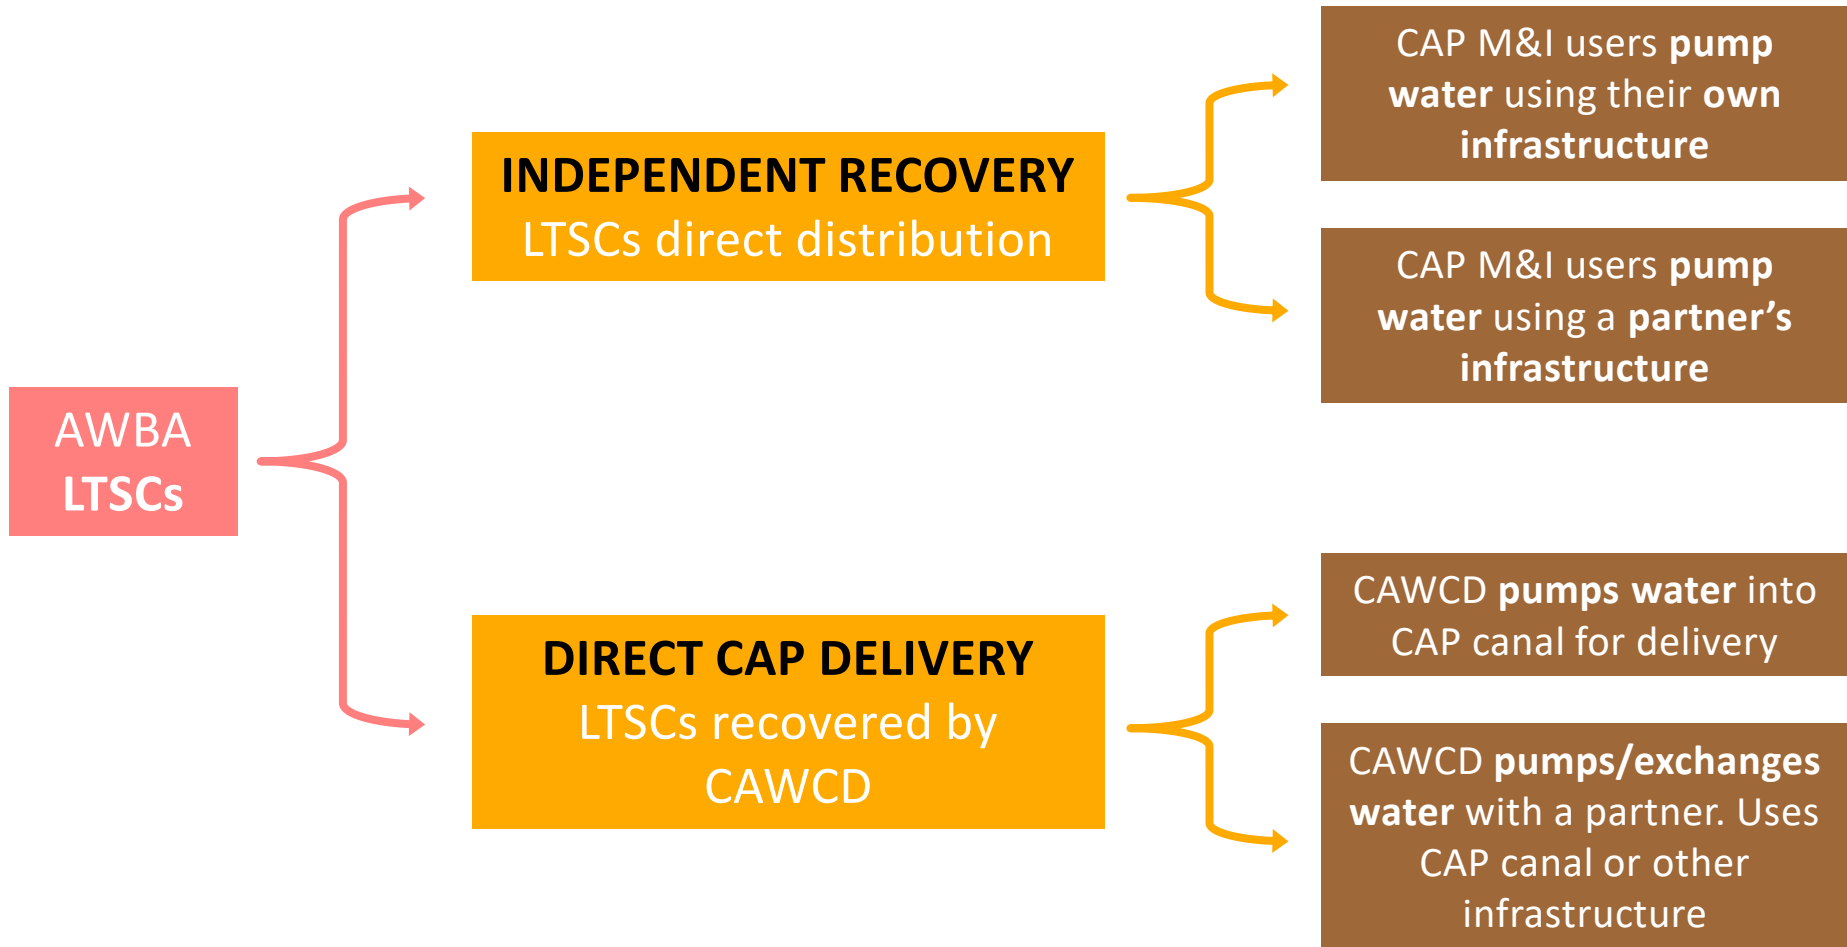 AWBA
LTSCs
INDEPENDENT RECOVERY
LTSCs direct distribution
CAP M&I users pump
water using their own
infrastructure
CAP M&I users pump
water using a partner’s
infrastructure
DIRECT CAP DELIVERY
LTSCs recovered by
CAWCD
CAWCD pumps water into
CAP canal for delivery
CAWCD pumps/exchanges
water with a partner. Uses
CAP canal or other
infrastructure